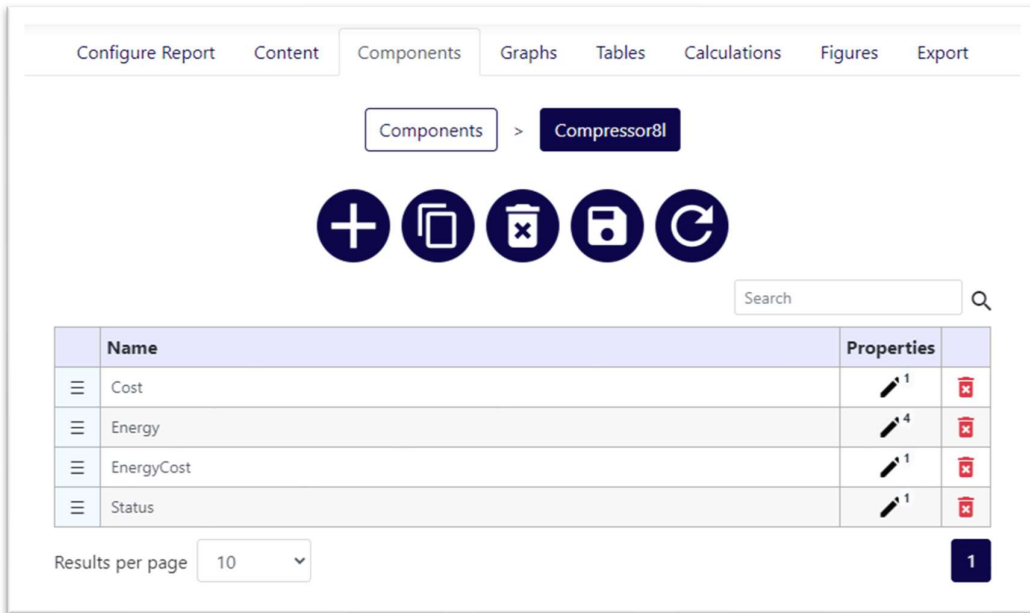 Configure Report Content Components Graphs Tables Calculations Figures Export
Components > Compressor8l
Search
Name Properties
Cost 1
Energy 4
EnergyCost 1
Status 1
Results per page 10 1